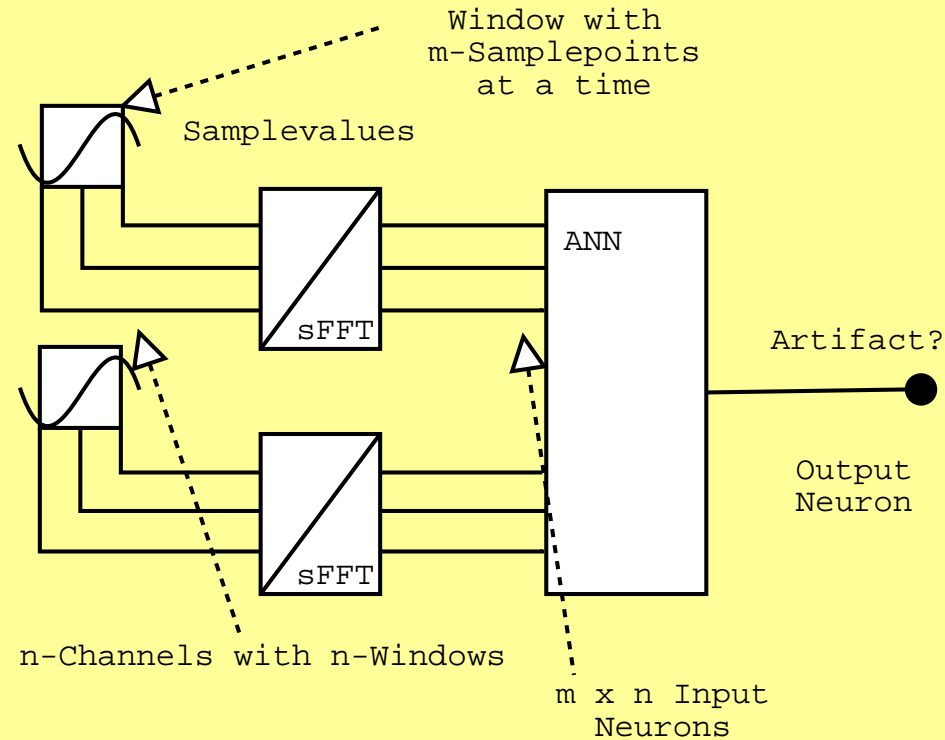 Window with
m-Samplepoints
at a time
Samplevalues
ANN
sFFT
Artifact?
Output
Neuron
sFFT
n-Channels with n-Windows
m x n Input
Neurons